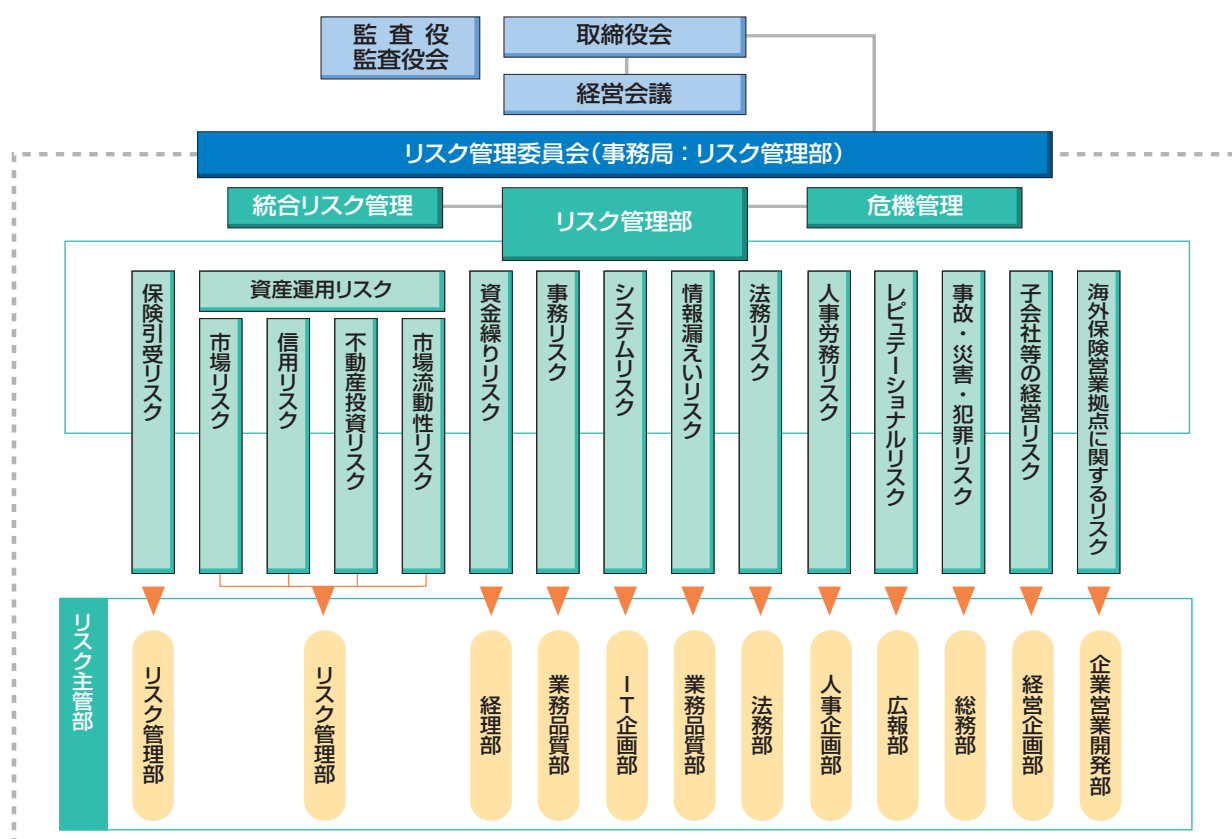 監査役
監査役会
取締役会
経営会議
リスク管理委員会(事務局：リスク管理部)
統合リスク管理
リスク管理部
危機管理
保険引受リスク
資産運用リスク
市場リスク
信用リスク
不動産投資リスク
市場流動性リスク
資金繰りリスク
事務リスク
システムリスク
情報漏えいリスク
法務リスク
人事労務リスク
レピュテーショナルリスク
事故・災害・犯罪リスク
子会社等の経営リスク
海外保険営業拠点に関するリスク
リスク主管部
リスク管理部
リスク管理部
経理部
業務品質部
IT企画部
業務品質部
法務部
人事企画部
広報部
総務部
経営企画部
企業営業開発部